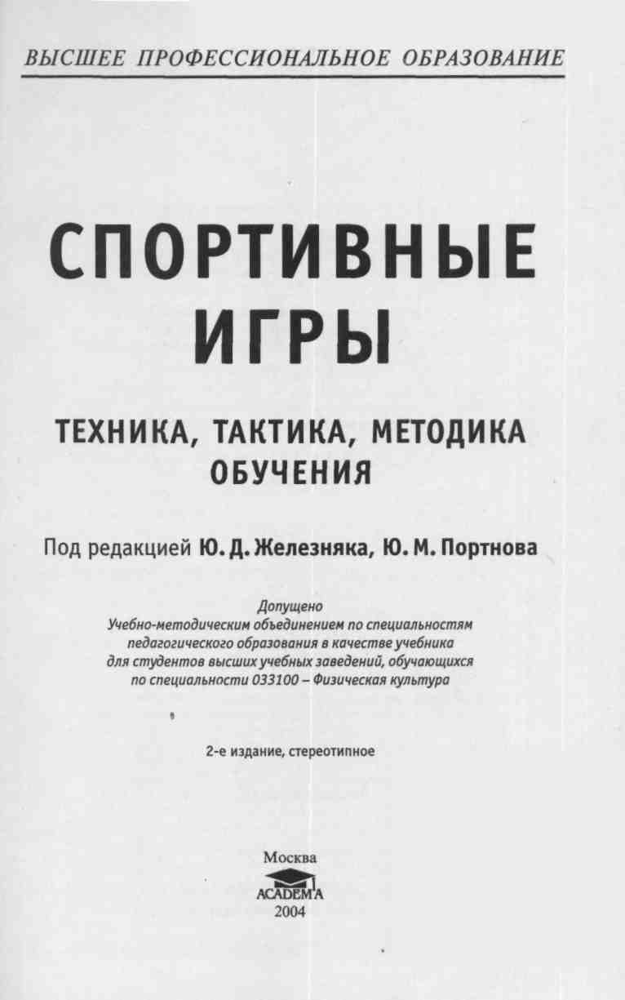 ВЫСШЕЕ ПРОФЕССИОНАЛЬНОЕ ОБРАЗОВАНИЕ
СПОРТИВНЫЕ
ИГРЫ
ТЕХНИКА, ТАКТИКА, МЕТОДИКА
ОБУЧЕНИЯ
Под редакцией Ю. Д. Железняка, Ю. М. Портнова
Допущено
Учебно-методическим объединением по специальностям
педагогического образования в качестве учебника
для студентов высших учебных заведений, обучающихся
по специальности 033100 – Физическая культура
2-е издание, стереотипное
Москва
ACADEMA
2004